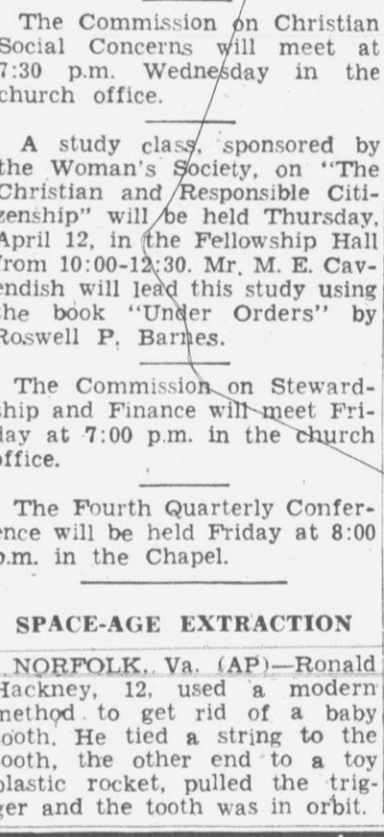 The Commission on Christian
Social Concerns will meet at
7:30 p.m. Wednesday in the
church office.
A study class, sponsored by
the Woman's Society, on "The
Christian and Responsible Citi-
zenship" will be held Thursday,
April 12, in the Fellowship Hall
from 10:00-12:30. Mr. M. E. Cav-
endish will lead this study using
the book "Under Orders" by
Roswell P. Barnes.
The Commission on Steward-
ship and Finance will meet Fri-
day at 7:00 p.m. in the church
office.
The Fourth Quarterly Confer-
ence will be held Friday at 8:00
p.m. in the Chapel.
SPACE-AGE EXTRACTION
NORFOLK, Va. (AP)—Ronald
Hackney, 12, used a modern
method to get rid of a baby
tooth. He tied a string to the
tooth, the other end to a toy
plastic rocket, pulled the trig-
ger and the tooth was in orbit.